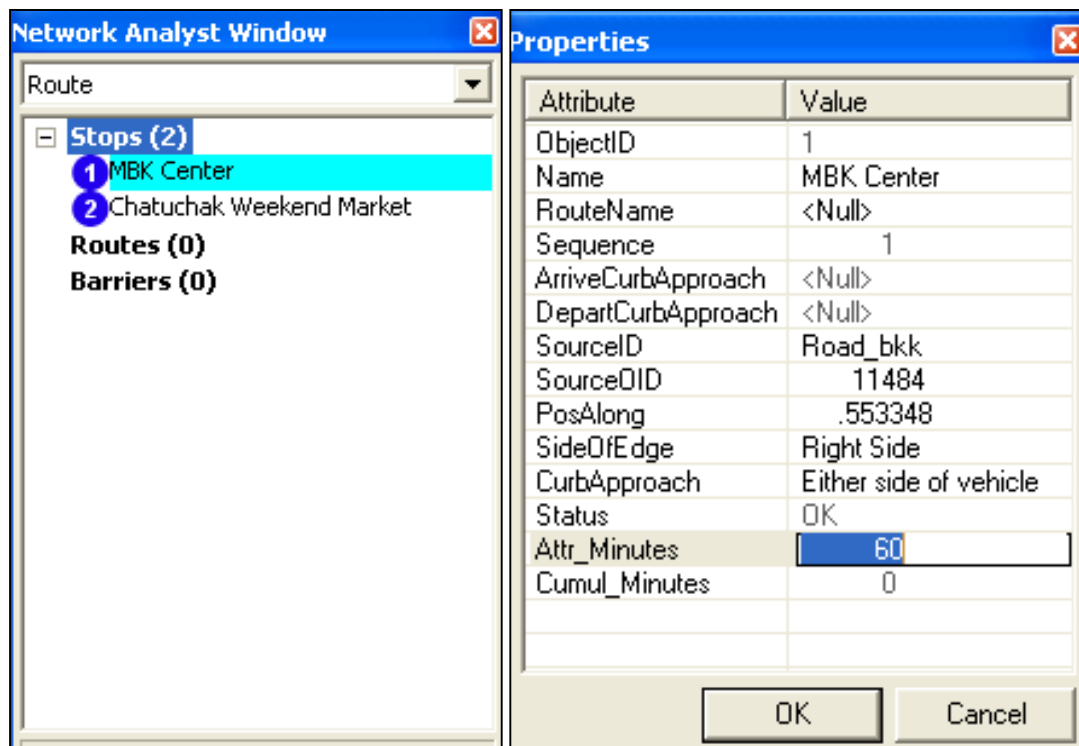 Network Analyst Window
Route
Stops (2)
1 MBK Center
2 Chatuchak Weekend Market
Routes (0)
Barriers (0)
Properties
Attribute Value
ObjectID 1
Name MBK Center
RouteName <Null>
Sequence 1
ArriveCurbApproach <Null>
DepartCurbApproach <Null>
SourceID Road_bkk
SourceOID 11484
PosAlong .553348
SideOfEdge Right Side
CurbApproach Either side of vehicle
Status OK
Attr_Minutes 60
Cumul_Minutes 0
OK Cancel